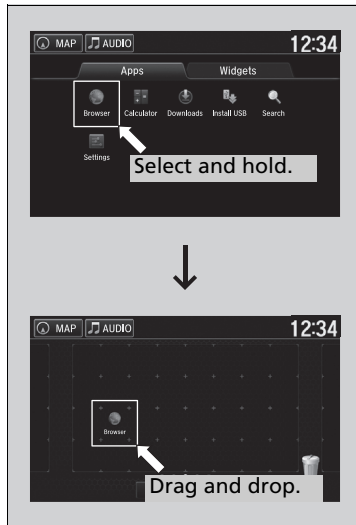 MAP AUDIO 12:34
Apps Widgets
Browser Calculator Downloads Install USB Search
Settings
Select and hold.
MAP AUDIO 12:34
Browser
Drag and drop.